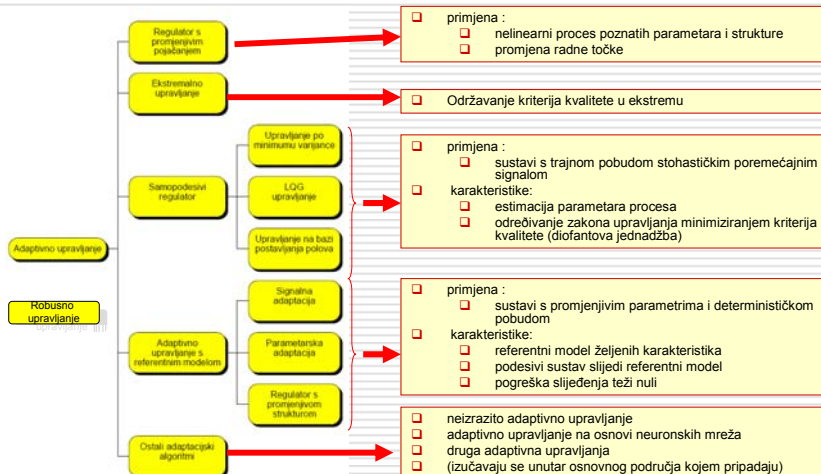 Adaptivno upravljanje
Robusno
upravljanje
Regulator s
promjenjivim
pojačanjem
Ekstremalno
upravljanje
Samopodesivi
regulator
Adaptivno
upravljanje s
referentnim modelom
Ostali adaptacijski
algoritmi
Upravljanje po
minimumu varijance
LQG
upravljanje
Upravljanje na bazi
postavljanja polova
Signalna
adaptacija
Parametarska
adaptacija
Regulator s
promjenjivom
strukturom
primjena :
nelinearni proces poznatih parametara i strukture
promjena radne točke
Održavanje kriterija kvalitete u ekstremu
primjena :
sustavi s trajnom pobudom stohastičkim poremećajnim
signalom
karakteristike:
estimacija parametara procesa
određivanje zakona upravljanja minimiziranjem kriterija
kvalitete (diofantova jednadžba)
primjena :
sustavi s promjenjivim parametrima i determinističkom
pobudom
karakteristike:
referentni model željenih karakteristika
podesivi sustav slijedi referentni model
pogreška slijeđenja teži nuli
neizrazito adaptivno upravljanje
adaptivno upravljanje na osnovi neuronskih mreža
druga adaptivna upravljanja
(izučavaju se unutar osnovnog područja kojem pripadaju)